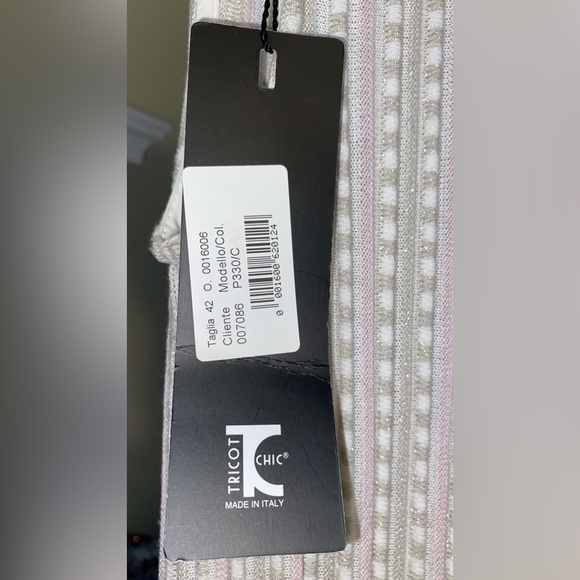 Taglia 42 O. 0016006
Cliente Modello/Col.
007086 P330/C
0 001600 620124
TRICOT
CHIC®
MADE IN ITALY